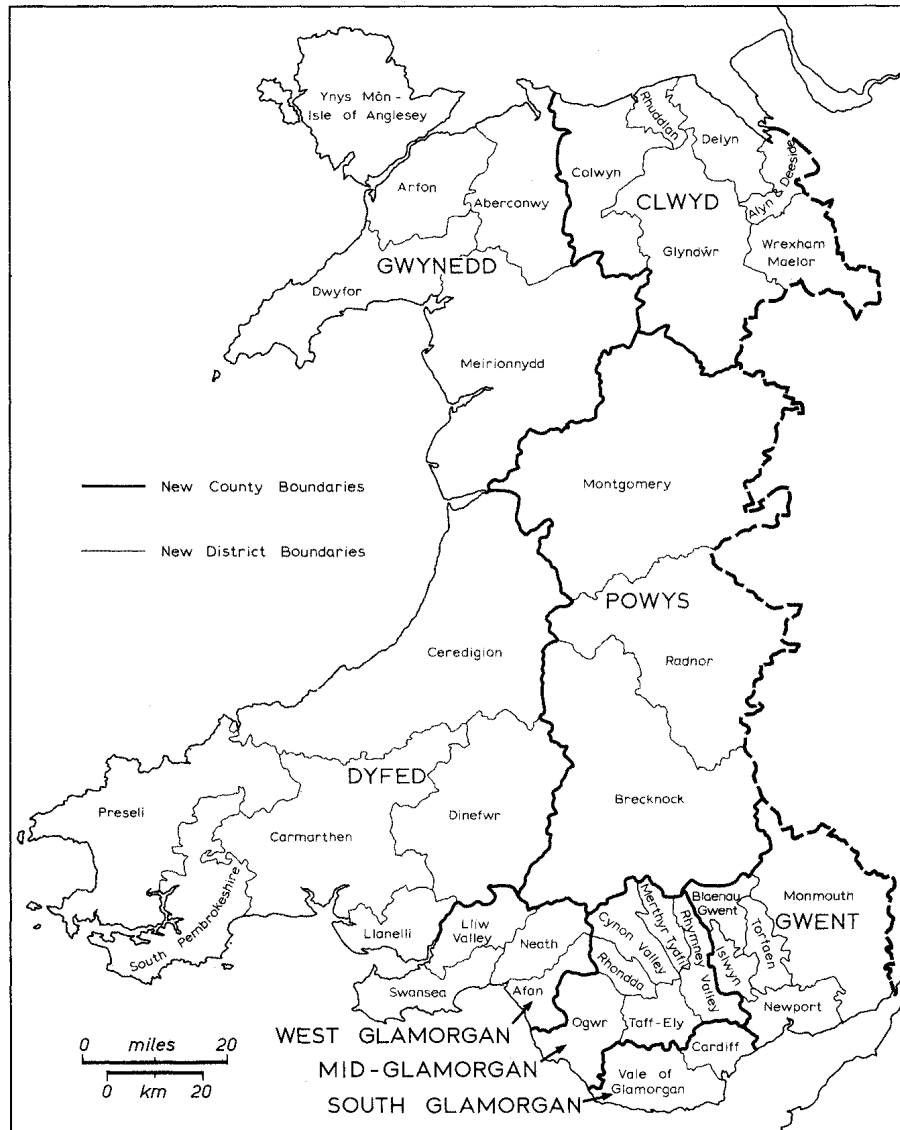 Ynys Môn -
Isle of Anglesey
Rhuddlan
Delyn
Colwyn
Alyn & Deeside
Arfon
Aberconwy
CLWYD
Wrexham
Maelor
Glyndŵr
GWYNEDD
Dwyfor
Meirionnydd
New County Boundaries
Montgomery
New District Boundaries
POWYS
Ceredigion
Radnor
DYFED
Preseli
Brecknock
Dinefwr
Carmarthen
South Pembrokeshire
Llanelli
Lliw
Valley
Neath
Cynon Valley
Merthyr Tydfil
Rhymney Valley
Blaenau
Gwent
Islwyn
Torfaen
Monmouth
GWENT
Swansea
Afan
Rhondda
Newport
Ogwr
Taff-Ely
Cardiff
WEST GLAMORGAN
MID-GLAMORGAN
SOUTH GLAMORGAN
Vale of
Glamorgan
0 miles 20
0 km 20